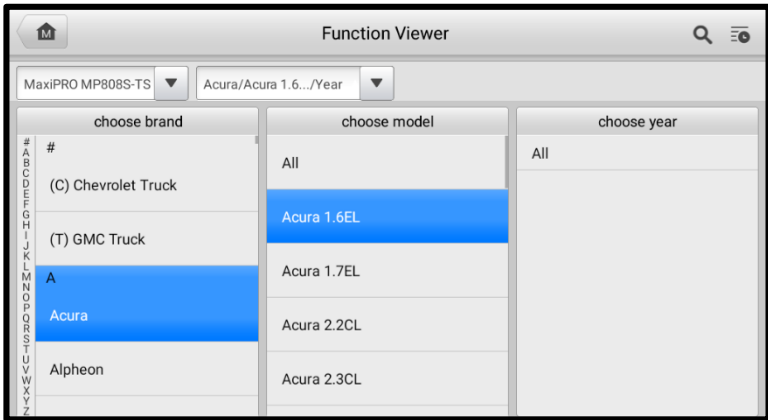 M
Function Viewer
MaxiPRO MP808S-TS
Acura/Acura 1.6.../Year
choose brand
#
A
B
C
D
E
F
G
H
I
J
K
L
M
N
O
P
Q
R
S
T
U
V
W
X
Y
Z
#
(C) Chevrolet Truck
(T) GMC Truck
A
Acura
Alpheon
choose model
All
Acura 1.6EL
Acura 1.7EL
Acura 2.2CL
Acura 2.3CL
choose year
All